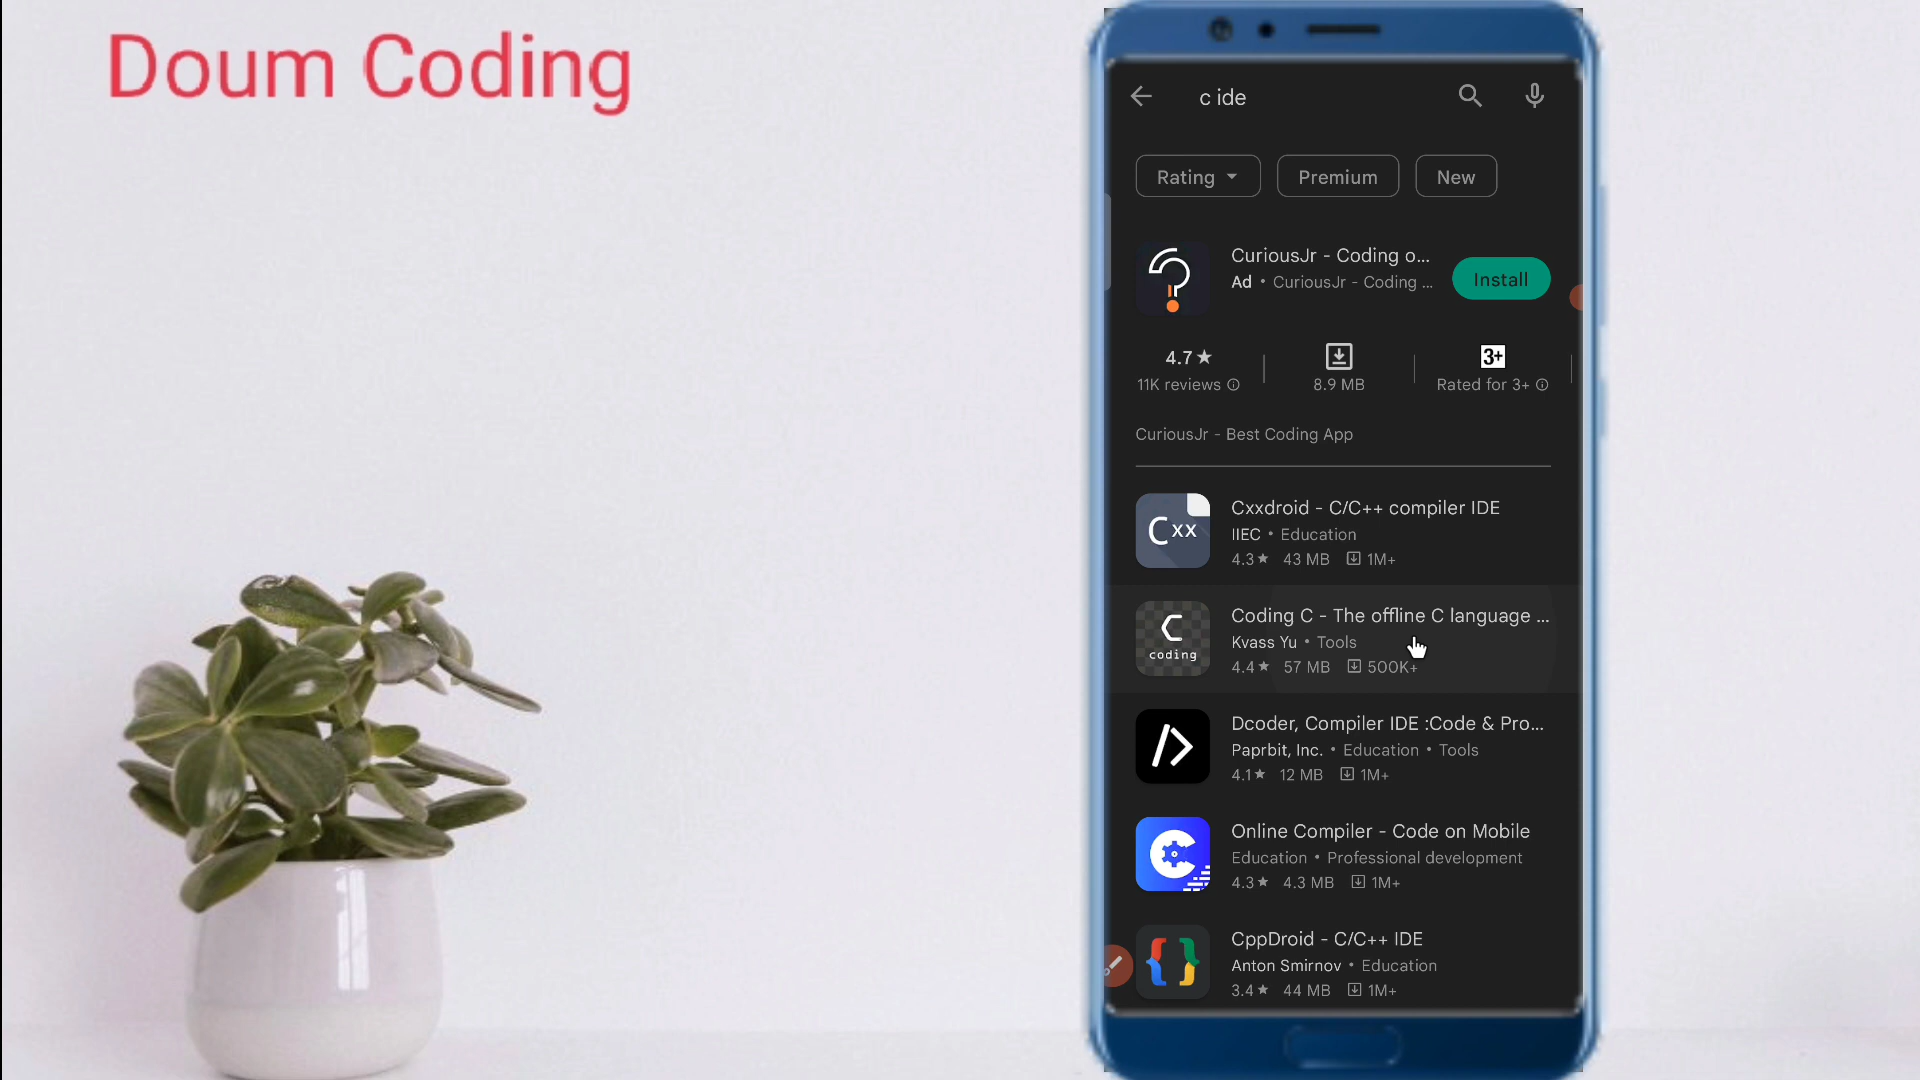 Doum Coding
c ide
Rating
Premium
New
CuriousJr - Coding o...
Ad • CuriousJr - Coding ...
Install
4.7★
11K reviews
8.9 MB
3+
Rated for 3+
CuriousJr - Best Coding App
Cxx
Cxxdroid - C/C++ compiler IDE
IIEC • Education
4.3★ 43 MB 1M+
C
coding
Coding C - The offline C language ...
Kvass Yu • Tools
4.4★ 57 MB 500K+
Dcoder, Compiler IDE :Code & Pro...
Paprbit, Inc. • Education • Tools
4.1★ 12 MB 1M+
Online Compiler - Code on Mobile
Education • Professional development
4.3★ 4.3 MB 1M+
CppDroid - C/C++ IDE
Anton Smirnov • Education
3.4★ 44 MB 1M+